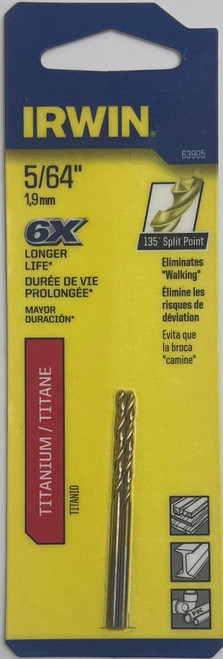 IRWIN
63905
5/64"
1,9mm
135° Split Point
6X
LONGER
LIFE*
DURÉE DE VIE
PROLONGÉE*
MAYOR
DURACIÓN*
Eliminates
"Walking"
Élimine les
risques de
déviation
Evita que
la broca
"camine"
TITANIUM / TITANE
TITANIO
PVC